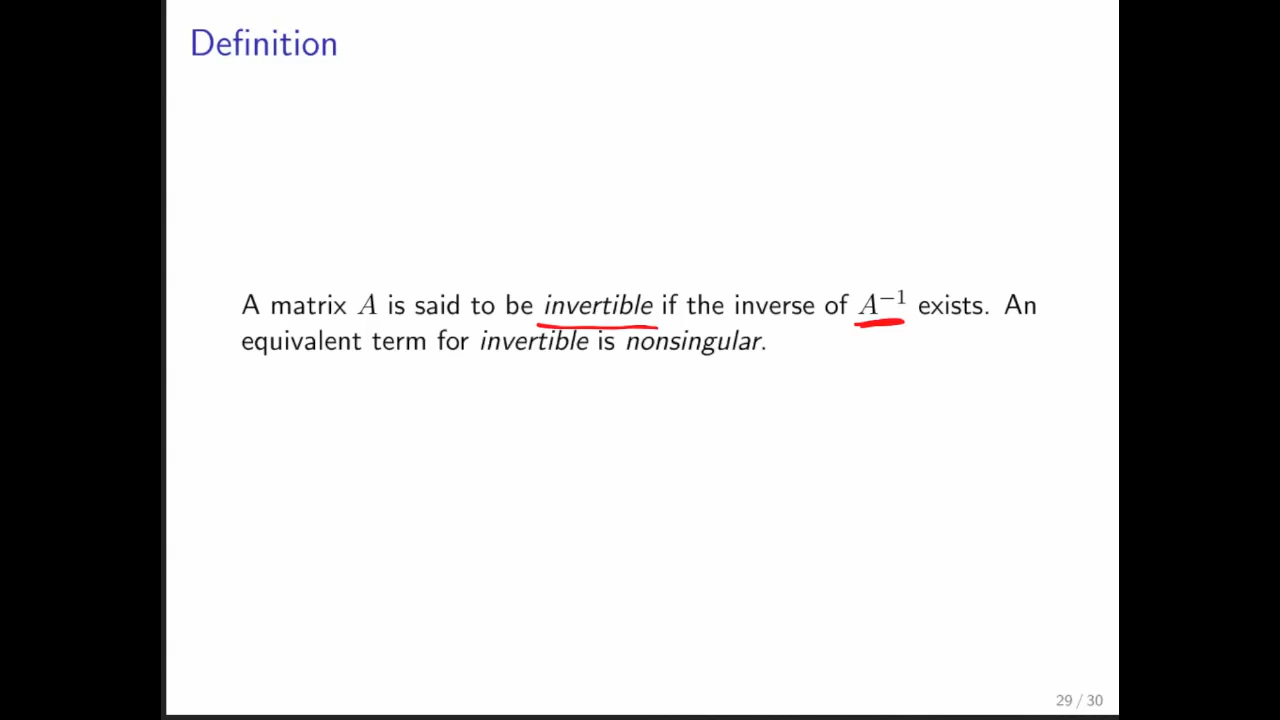 Definition
A matrix A is said to be invertible if the inverse of A⁻¹ exists. An
equivalent term for invertible is nonsingular.
29 / 30